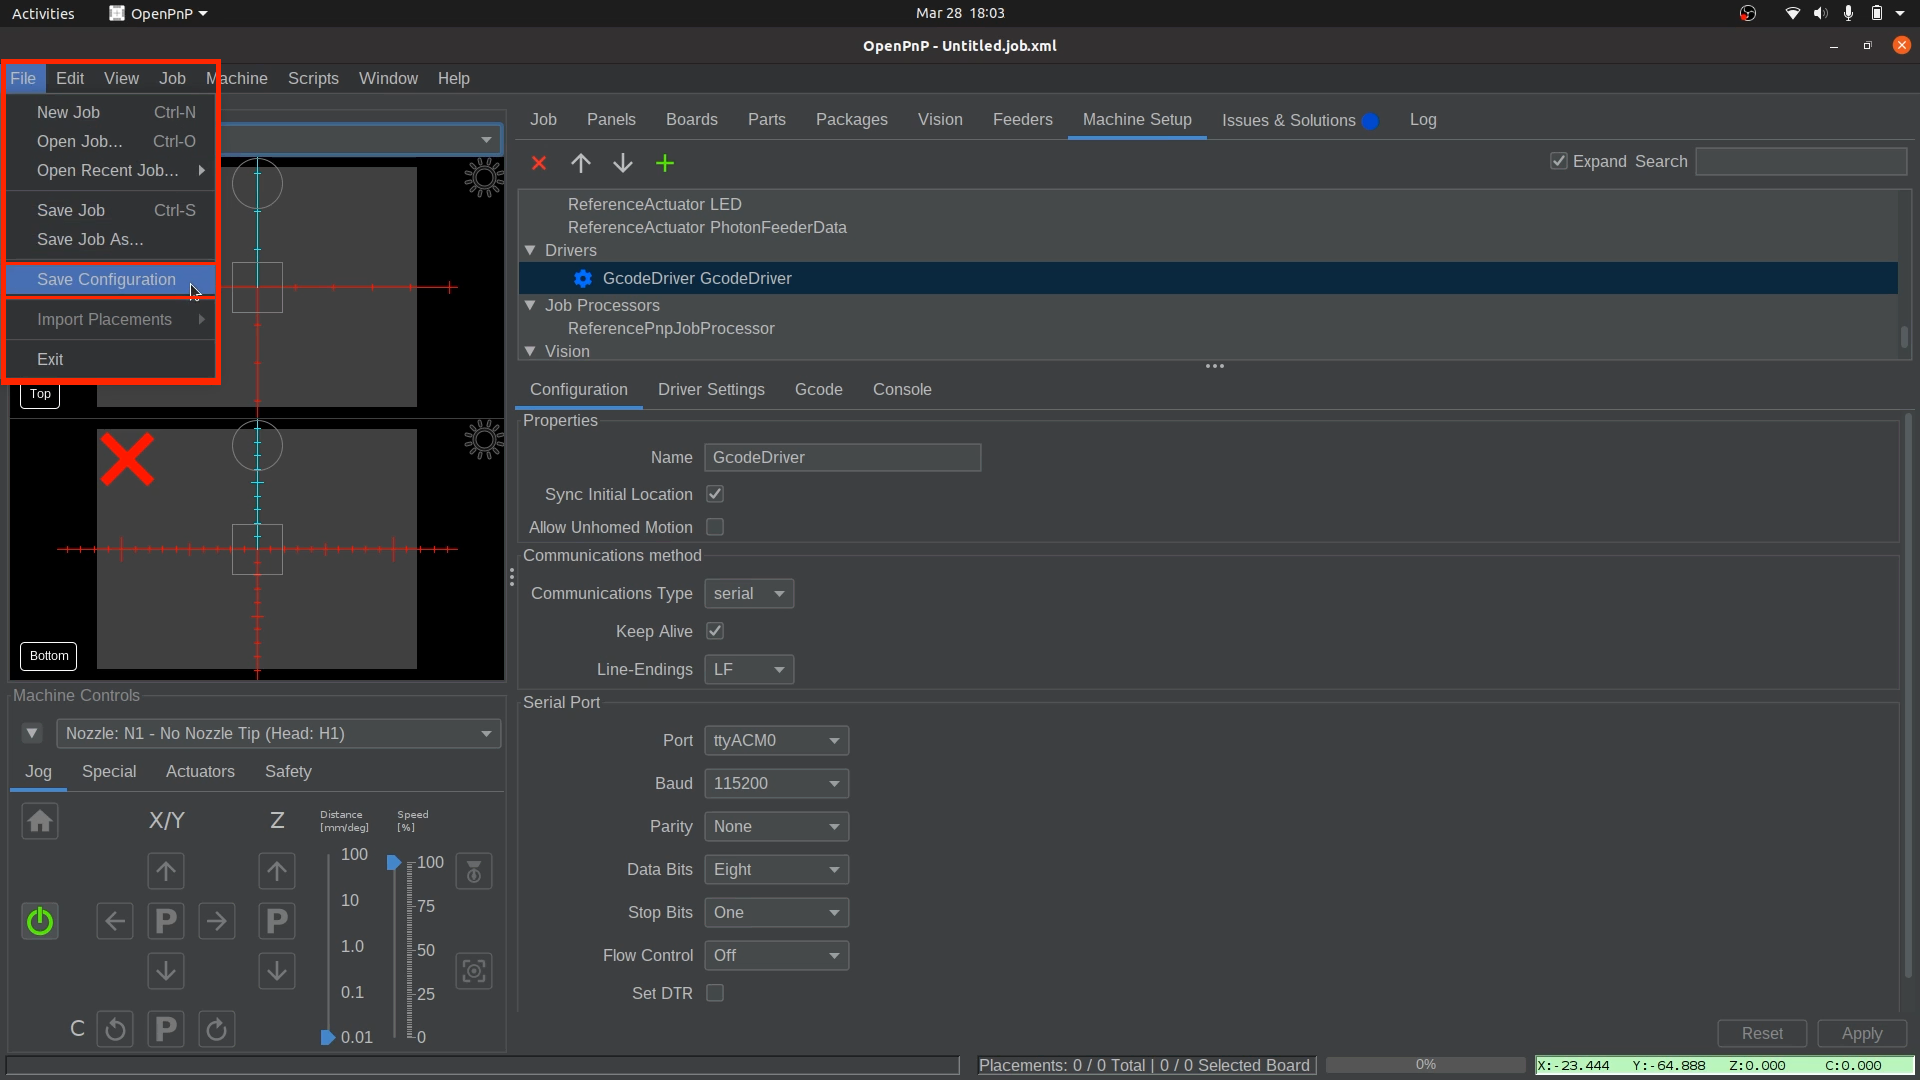 Activities OpenPnP Mar 28 18:03
OpenPnP - Untitled.job.xml
File Edit View Job Machine Scripts Window Help
New Job Ctrl-N
Open Job... Ctrl-O
Open Recent Job...
Save Job Ctrl-S
Save Job As...
Save Configuration
Import Placements
Exit
Top
Bottom
Machine Controls
Nozzle: N1 - No Nozzle Tip (Head: H1)
Jog Special Actuators Safety
X/Y Z Distance [mm/deg] Speed [%]
100 100
10 75
P P
1.0 50
0.1 25
C P 0.01 0
Job Panels Boards Parts Packages Vision Feeders Machine Setup Issues & Solutions Log
Expand Search
ReferenceActuator LED
ReferenceActuator PhotonFeederData
Drivers
GcodeDriver GcodeDriver
Job Processors
ReferencePnpJobProcessor
Vision
Configuration Driver Settings Gcode Console
Properties
Name GcodeDriver
Sync Initial Location
Allow Unhomed Motion
Communications method
Communications Type serial
Keep Alive
Line-Endings LF
Serial Port
Port ttyACM0
Baud 115200
Parity None
Data Bits Eight
Stop Bits One
Flow Control Off
Set DTR
Reset Apply
Placements: 0 / 0 Total | 0 / 0 Selected Board 0% X:-23.444 Y:-64.888 Z:0.000 C:0.000